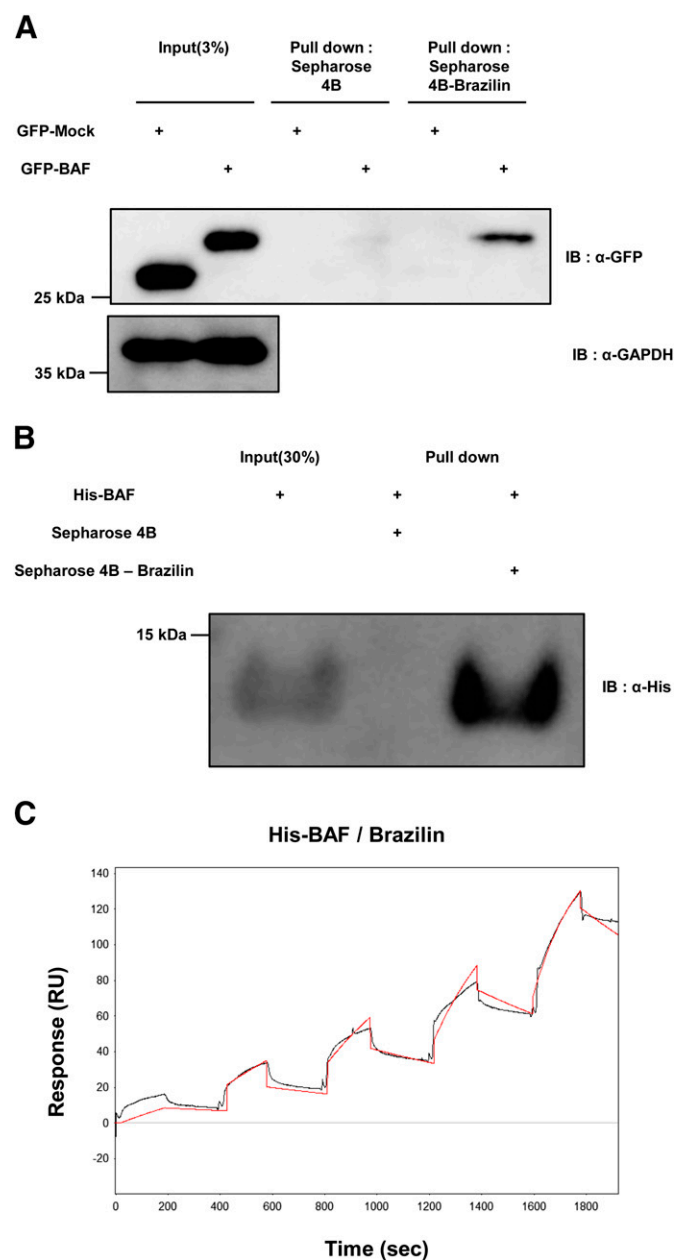 A
Input(3%)
Pull down :
Sepharose
4B
Pull down :
Sepharose
4B-Brazilin
GFP-Mock + + +
GFP-BAF + + +
IB : α-GFP
25 kDa
IB : α-GAPDH
35 kDa
B
Input(30%) Pull down
His-BAF + + +
Sepharose 4B +
Sepharose 4B – Brazilin +
15 kDa
IB : α-His
C
His-BAF / Brazilin
140
120
100
80
60
40
20
0
-20
Response (RU)
0 200 400 600 800 1000 1200 1400 1600 1800
Time (sec)